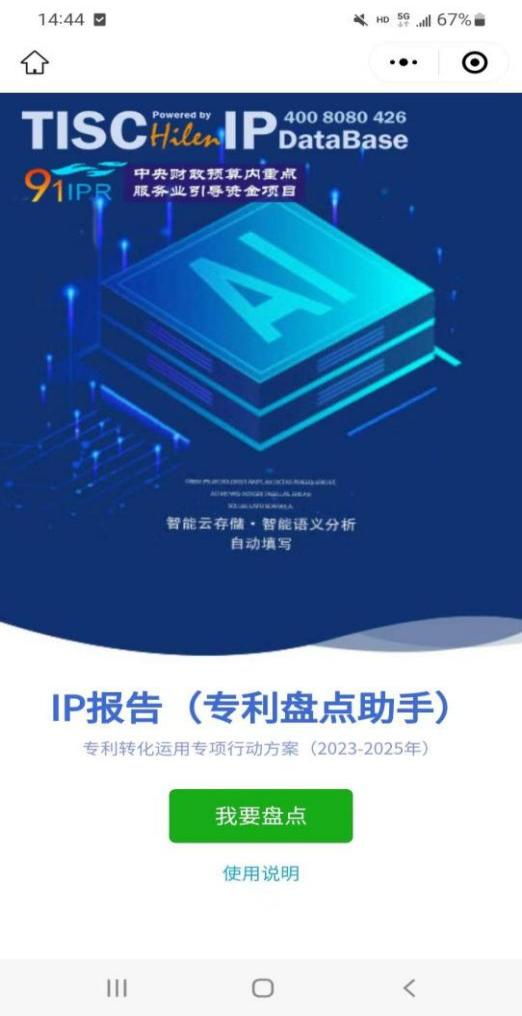 14:44
HD 5G 67%
TISC Powered by Hilen IP DataBase 400 8080 426
91IPR 中央财政预算内重点
服务业引导资金项目
AI
智能云存储·智能语义分析
自动填写
IP报告（专利盘点助手）
专利转化运用专项行动方案（2023-2025年）
我要盘点
使用说明